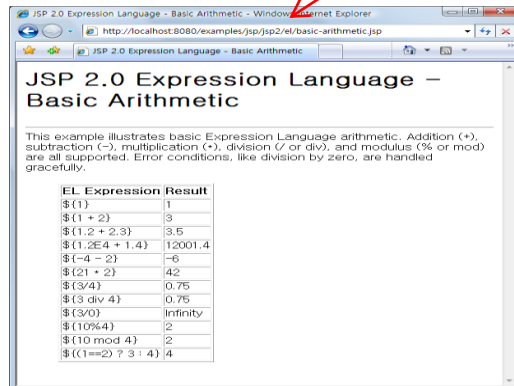 JSP 2.0 Expression Language - Basic Arithmetic - Windows Internet Explorer
http://localhost:8080/examples/jsp/jsp2/el/basic-arithmetic.jsp
JSP 2.0 Expression Language - Basic Arithmetic
JSP 2.0 Expression Language -
Basic Arithmetic
This example illustrates basic Expression Language arithmetic. Addition (+),
subtraction (-), multiplication (*), division (/ or div), and modulus (% or mod)
are all supported. Error conditions, like division by zero, are handled
gracefully.
EL Expression Result
${1} 1
${1 + 2} 3
${1.2 + 2.3} 3.5
${1.2E4 + 1.4} 12001.4
${-4 - 2} -6
${21 * 2} 42
${3/4} 0.75
${3 div 4} 0.75
${3/0} Infinity
${10%4} 2
${10 mod 4} 2
${(1==2) ? 3 : 4} 4